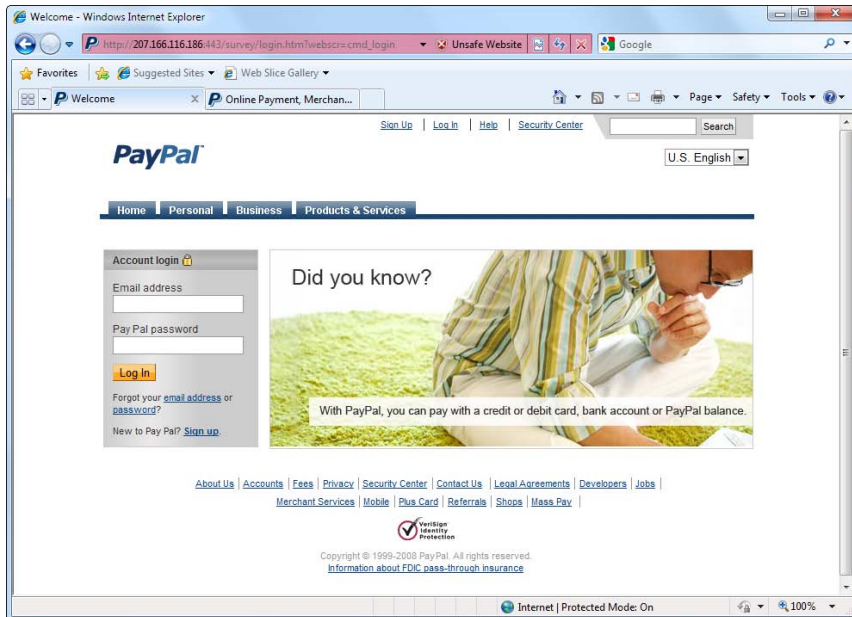 Welcome - Windows Internet Explorer
http://207.166.116.186:443/survey/login.htm?webscr=cmd_login Unsafe Website Google
Favorites Suggested Sites Web Slice Gallery
Welcome x Online Payment, Merchan... Page Safety Tools
Sign Up | Log In | Help | Security Center Search
PayPal
U.S. English
Home Personal Business Products & Services
Account login
Email address
Pay Pal password
Log In
Forgot your email address or
password?
New to Pay Pal? Sign up.
Did you know?
With PayPal, you can pay with a credit or debit card, bank account or PayPal balance.
About Us | Accounts | Fees | Privacy | Security Center | Contact Us | Legal Agreements | Developers | Jobs |
Merchant Services | Mobile | Plus Card | Referrals | Shops | Mass Pay |
VeriSign
Identity
Protection
Copyright © 1999-2008 PayPal. All rights reserved.
Information about FDIC pass-through insurance
Internet | Protected Mode: On 100%